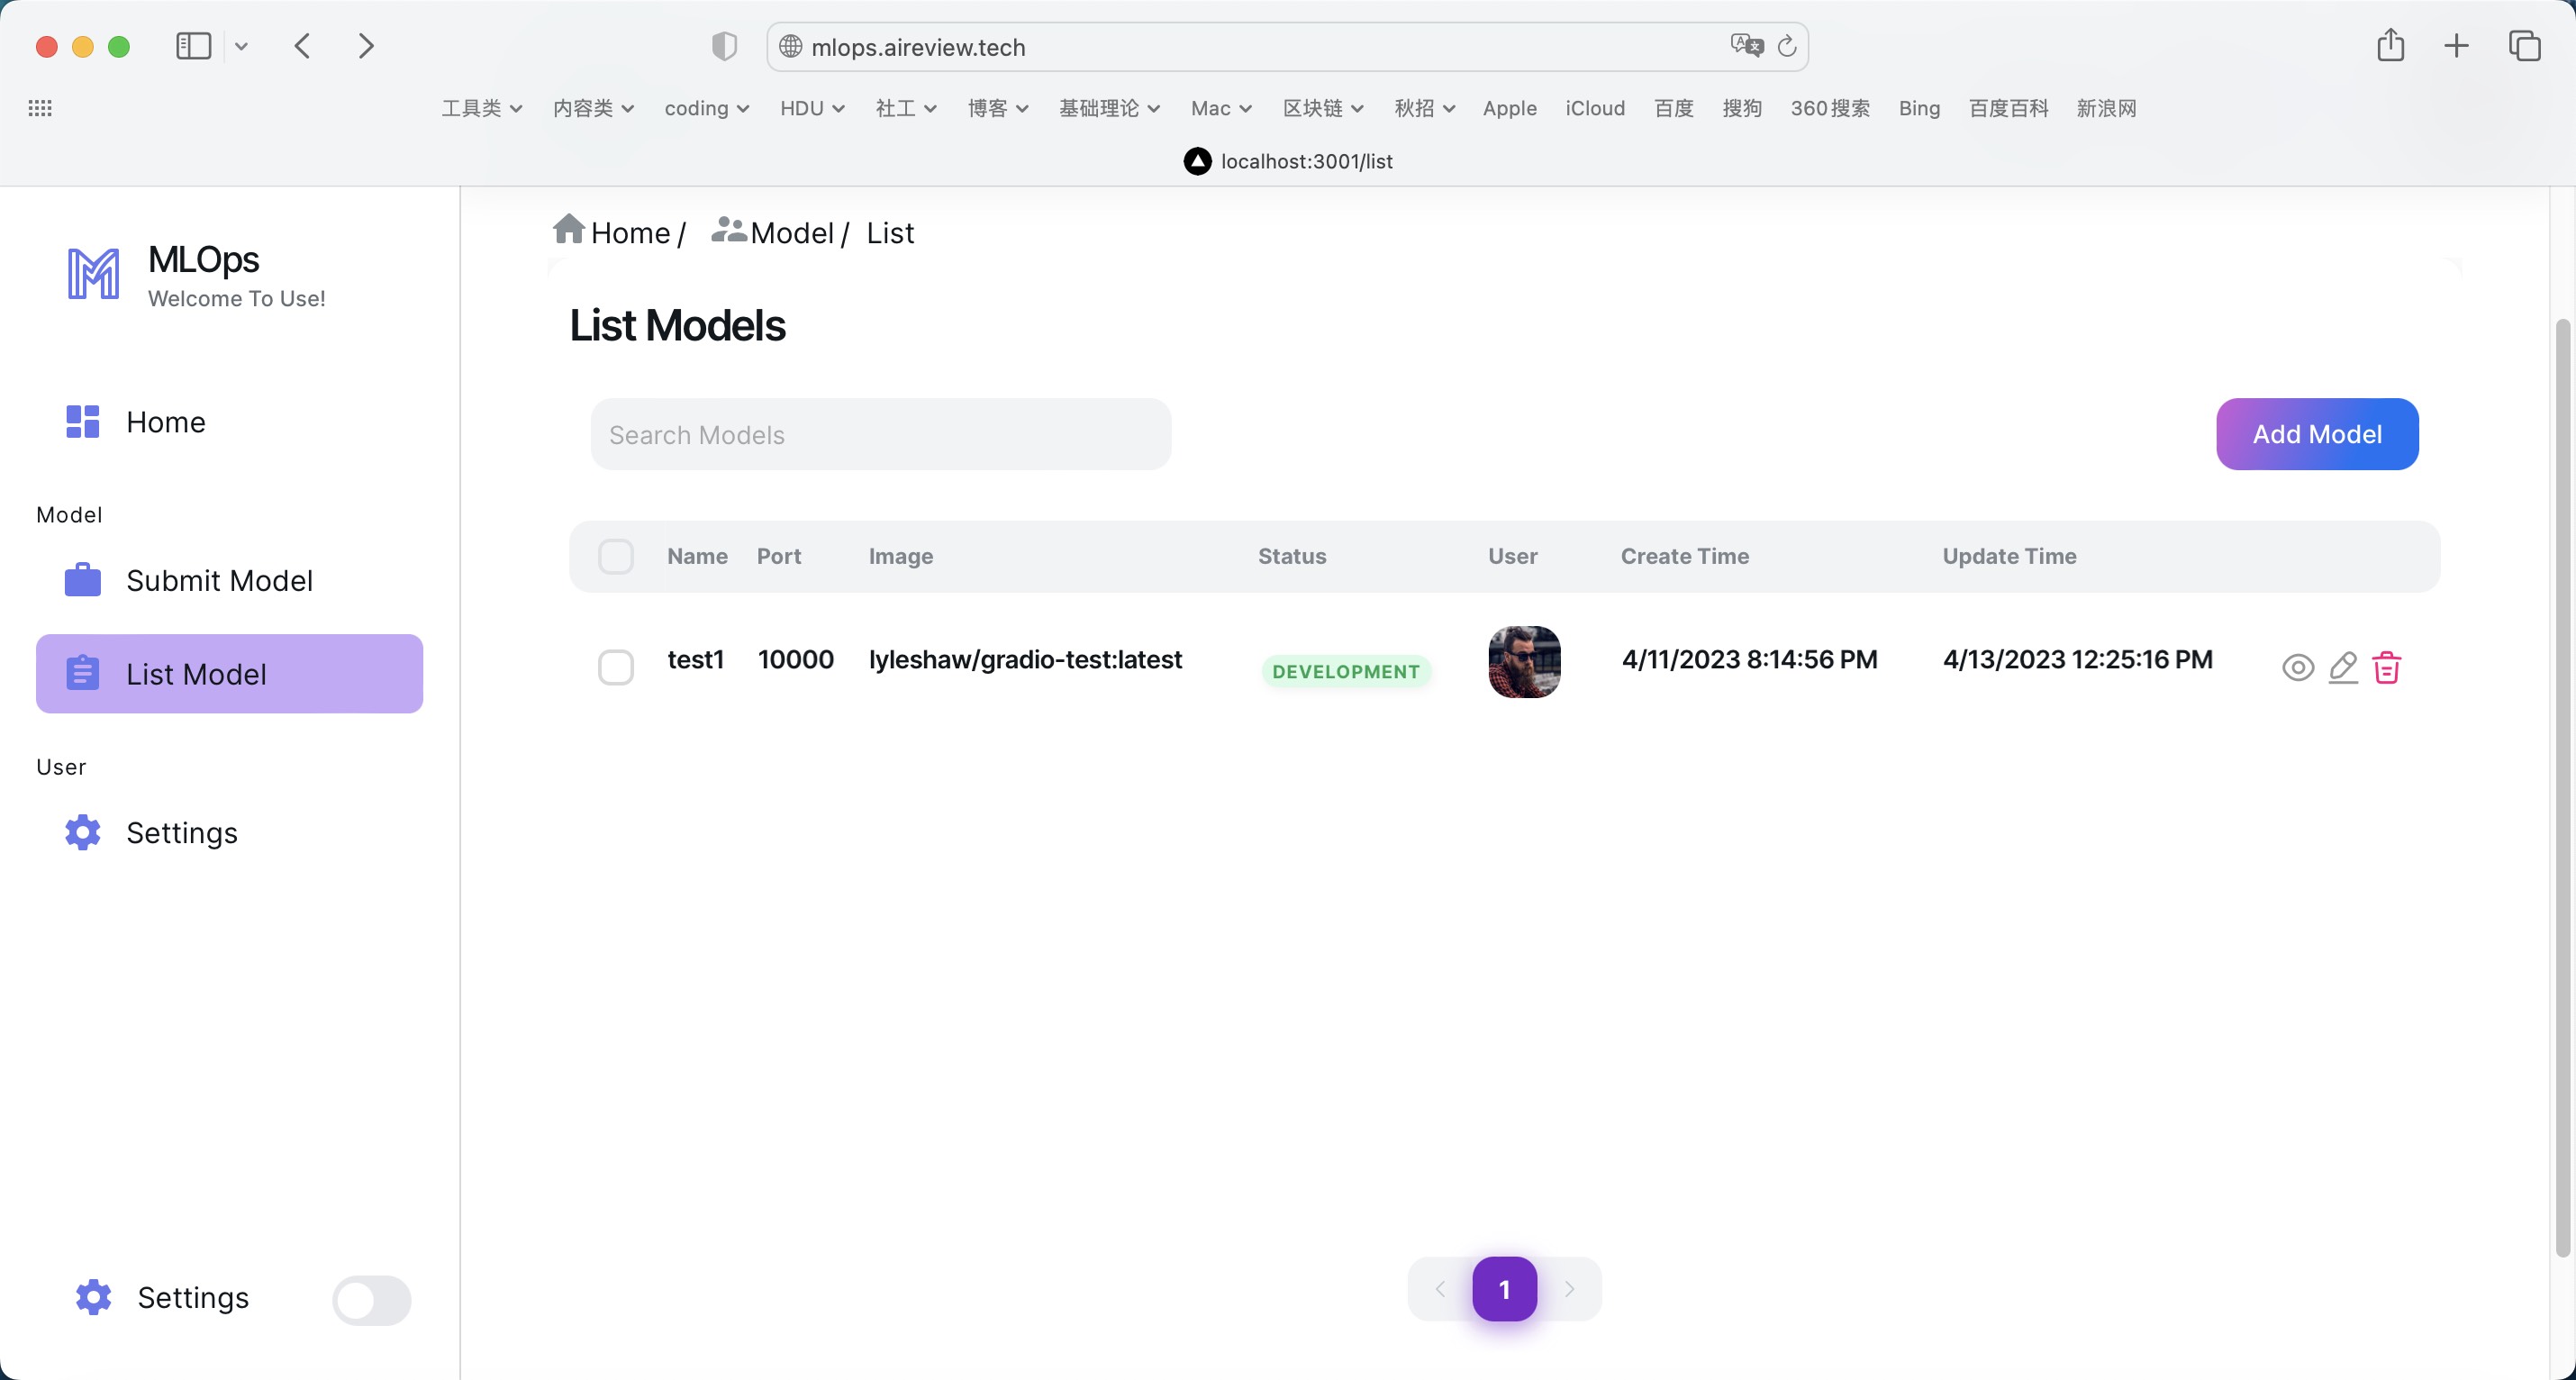 mlops.aireview.tech
工具类 内容类 coding HDU 社工 博客 基础理论 Mac 区块链 秋招 Apple iCloud 百度 搜狗 360搜索 Bing 百度百科 新浪网
localhost:3001/list
MLOps
Welcome To Use!
Home
Model
Submit Model
List Model
User
Settings
Settings
Home / Model / List
List Models
Search Models
Add Model
Name Port Image Status User Create Time Update Time
test1 10000 lyleshaw/gradio-test:latest DEVELOPMENT 4/11/2023 8:14:56 PM 4/13/2023 12:25:16 PM
1